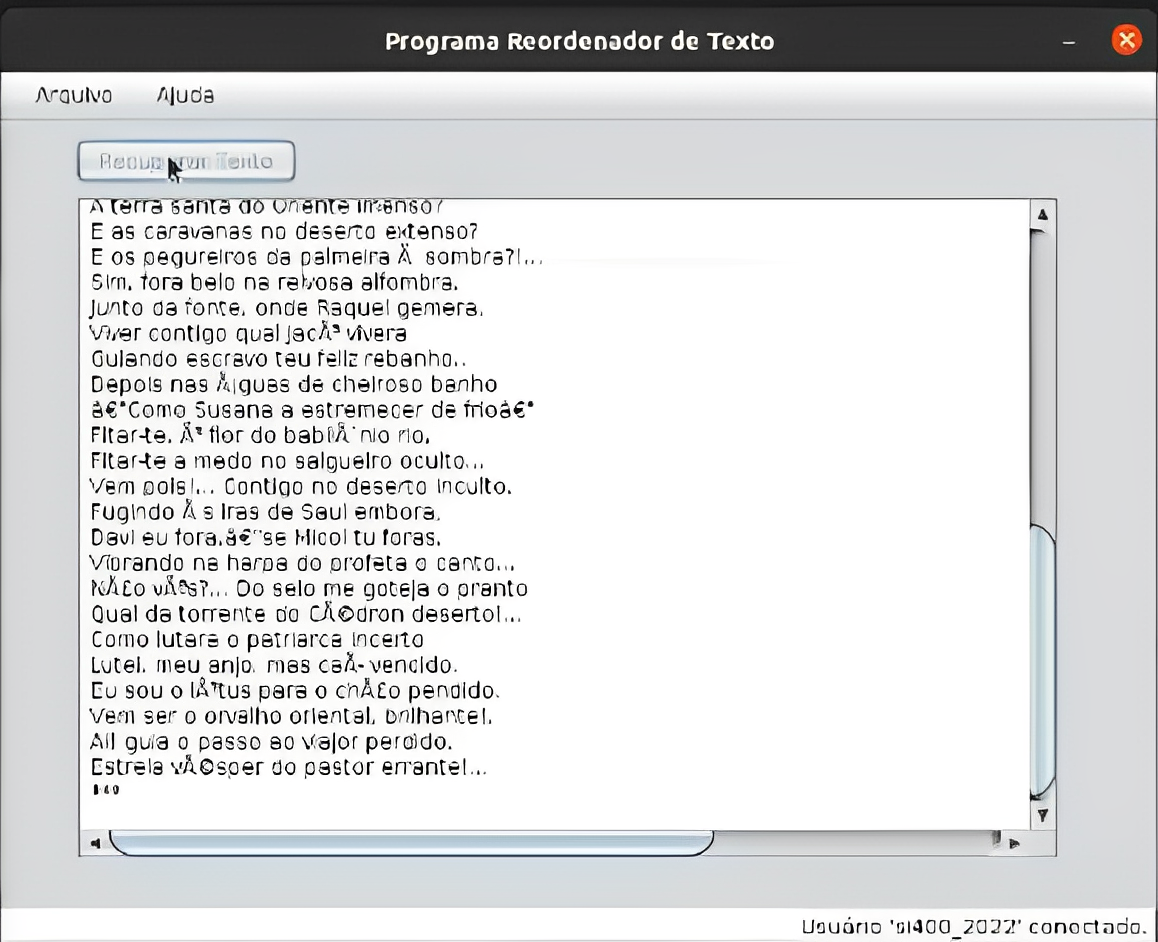 Programa Reordenador de Texto
Arquivo Ajuda
Recuperar Texto
A terra santa do Oriente imenso?
E as caravanas no deserto extenso?
E os pegureiros da palmeira Ã  sombra?!...
Sim, fora belo na relvosa alfombra,
Junto da fonte, onde Raquel gemera,
Viver contigo qual JacÃ³ vivera
Guiando escravo teu feliz rebanho..
Depois nas Ã¡guas de cheiroso banho
â€"Como Susana a estremecer de frioâ€"
Fitar-te, Ã³ flor do babilÃ´nio rio,
Fitar-te a medo no salgueiro oculto...
Vem pois!... Contigo no deserto inculto,
Fugindo Ã s iras de Saul embora,
Davi eu fora,â€"se Micol tu foras,
Vibrando na harpa do profeta o canto...
NÃ£o vÃªs?... Do seio me goteja o pranto
Qual da torrente do CÃ©dron deserto!...
Como lutara o patriarca incerto
Lutei, meu anjo, mas caÃ­ vencido.
Eu sou o lÃ³tus para o chÃ£o pendido.
Vem ser o orvalho oriental, brilhante!.
Ai! guia o passo ao viajor perdido.
Estrela vÃ©sper do pastor errante!...
Usuário 'si400_2022' conectado.